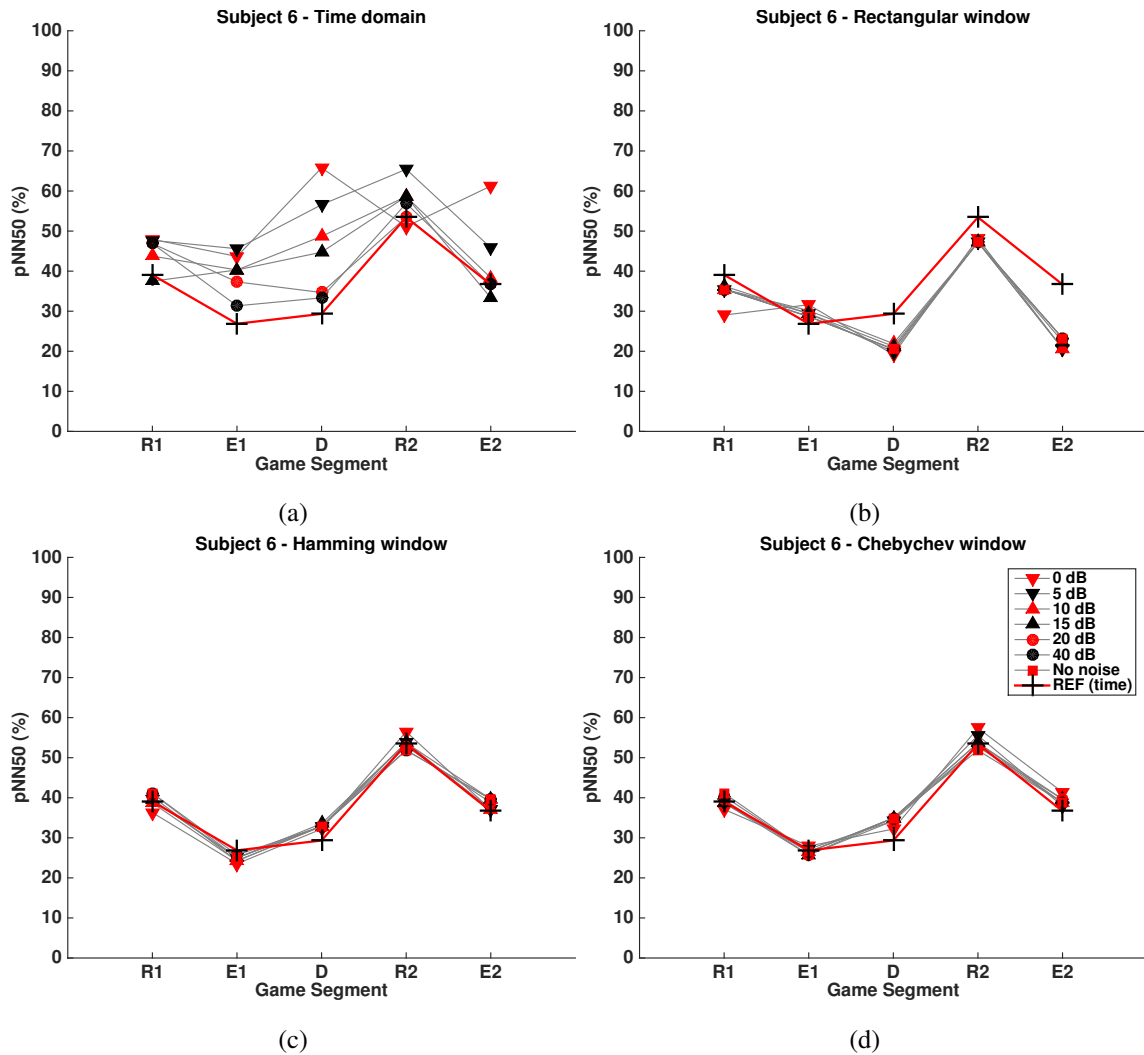 Subject 6 - Time domain
100
90
80
70
60
50
40
30
20
10
0
pNN50 (%)
R1 E1 D R2 E2
Game Segment
(a)
Subject 6 - Rectangular window
100
90
80
70
60
50
40
30
20
10
0
pNN50 (%)
R1 E1 D R2 E2
Game Segment
(b)
Subject 6 - Hamming window
100
90
80
70
60
50
40
30
20
10
0
pNN50 (%)
R1 E1 D R2 E2
Game Segment
(c)
Subject 6 - Chebychev window
100
90
80
70
60
50
40
30
20
10
0
pNN50 (%)
0 dB
5 dB
10 dB
15 dB
20 dB
40 dB
No noise
REF (time)
R1 E1 D R2 E2
Game Segment
(d)